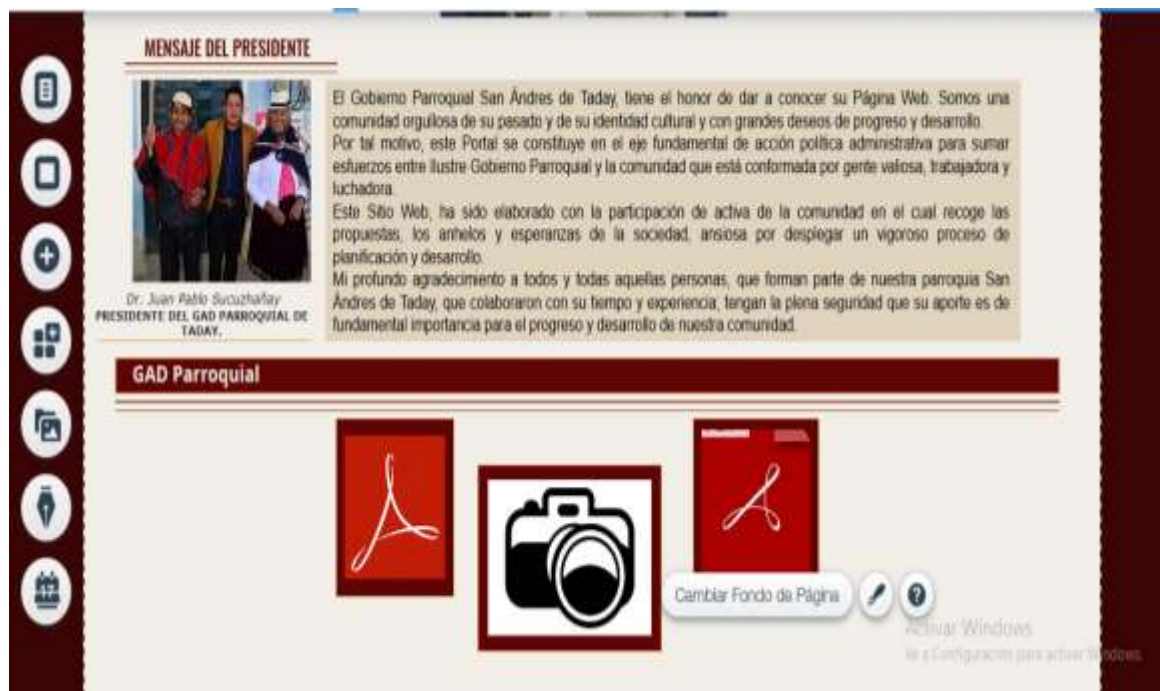 MENSAJE DEL PRESIDENTE
El Gobierno Parroquial San Ándres de Taday, tiene el honor de dar a conocer su Página Web. Somos una
comunidad orgullosa de su pasado y de su identidad cultural y con grandes deseos de progreso y desarrollo.
Por tal motivo, este Portal se constituye en el eje fundamental de acción política administrativa para sumar
esfuerzos entre Ilustre Gobierno Parroquial y la comunidad que está conformada por gente valiosa, trabajadora y
luchadora.
Este Sitio Web, ha sido elaborado con la participación de activa de la comunidad en el cual recoge las
propuestas, los anhelos y esperanzas de la sociedad, ansiosa por desplegar un vigoroso proceso de
planificación y desarrollo.
Mi profundo agradecimiento a todos y todas aquellas personas, que forman parte de nuestra parroquia San
Ándres de Taday, que colaboraron con su tiempo y experiencia; tengan la plena seguridad que su aporte es de
fundamental importancia para el progreso y desarrollo de nuestra comunidad.
Dr. Juan Pablo Sucuzhañay
PRESIDENTE DEL GAD PARROQUIAL DE
TADAY.
GAD Parroquial
Cambiar Fondo de Página
Activar Windows
Ve a Configuración para activar Windows.